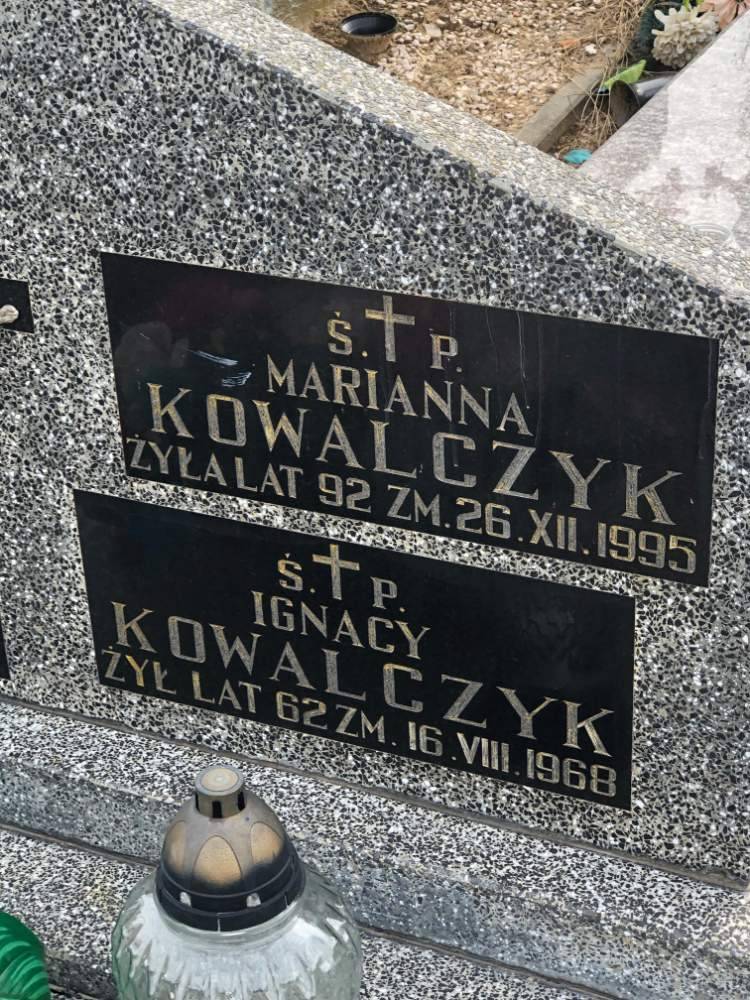 Ś. P.
MARIANNA
KOWALCZYK
ŻYŁA LAT 92 ZM. 26.XII.1995
Ś. P.
IGNACY
KOWALCZYK
ŻYŁ LAT 62 ZM. 16.VIII.1968